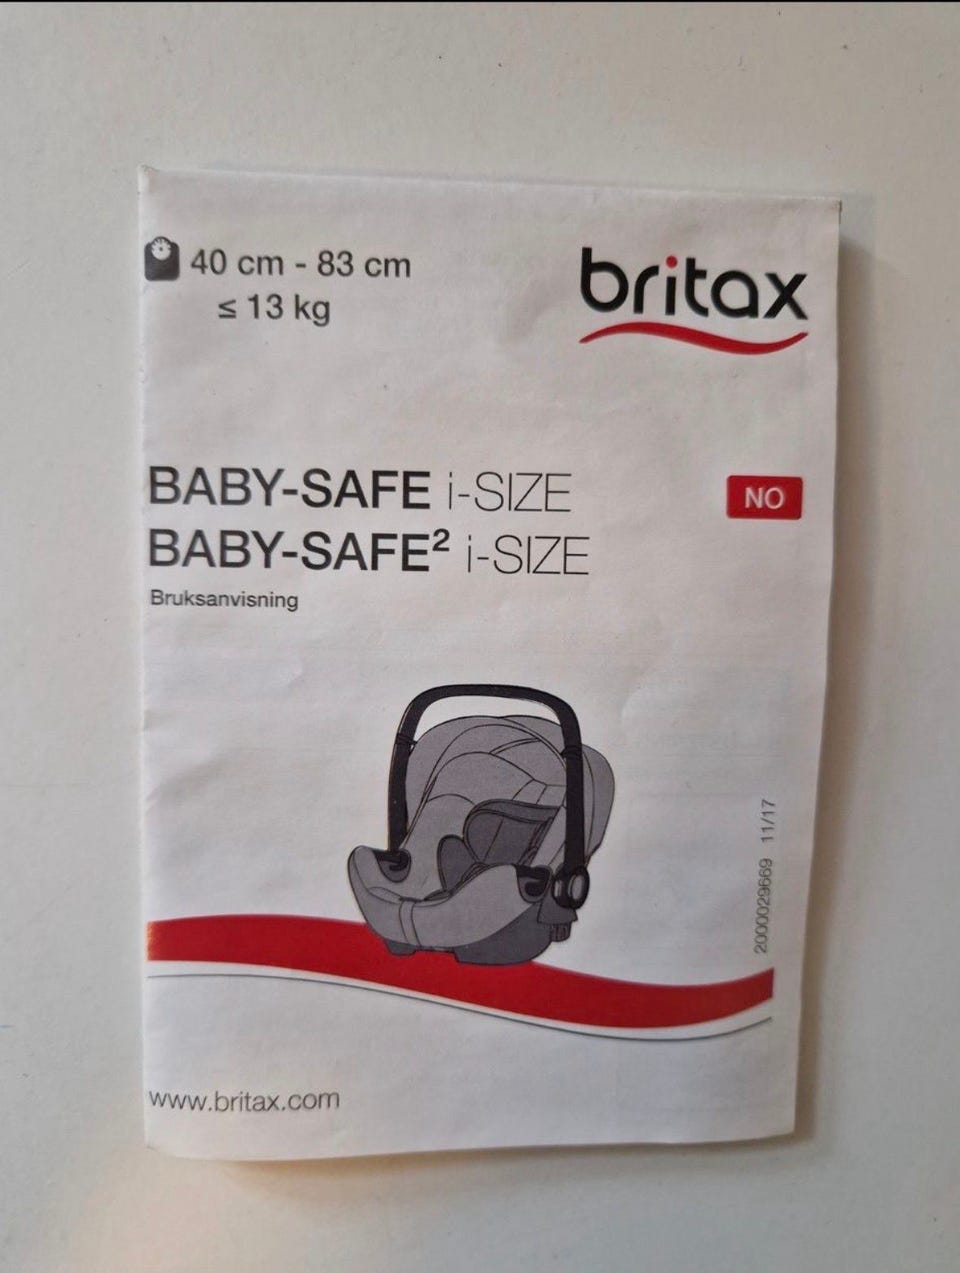 40 cm - 83 cm
≤ 13 kg
britax
BABY-SAFE i-SIZE
BABY-SAFE² i-SIZE
NO
Bruksanvisning
2000029669 11/17
www.britax.com